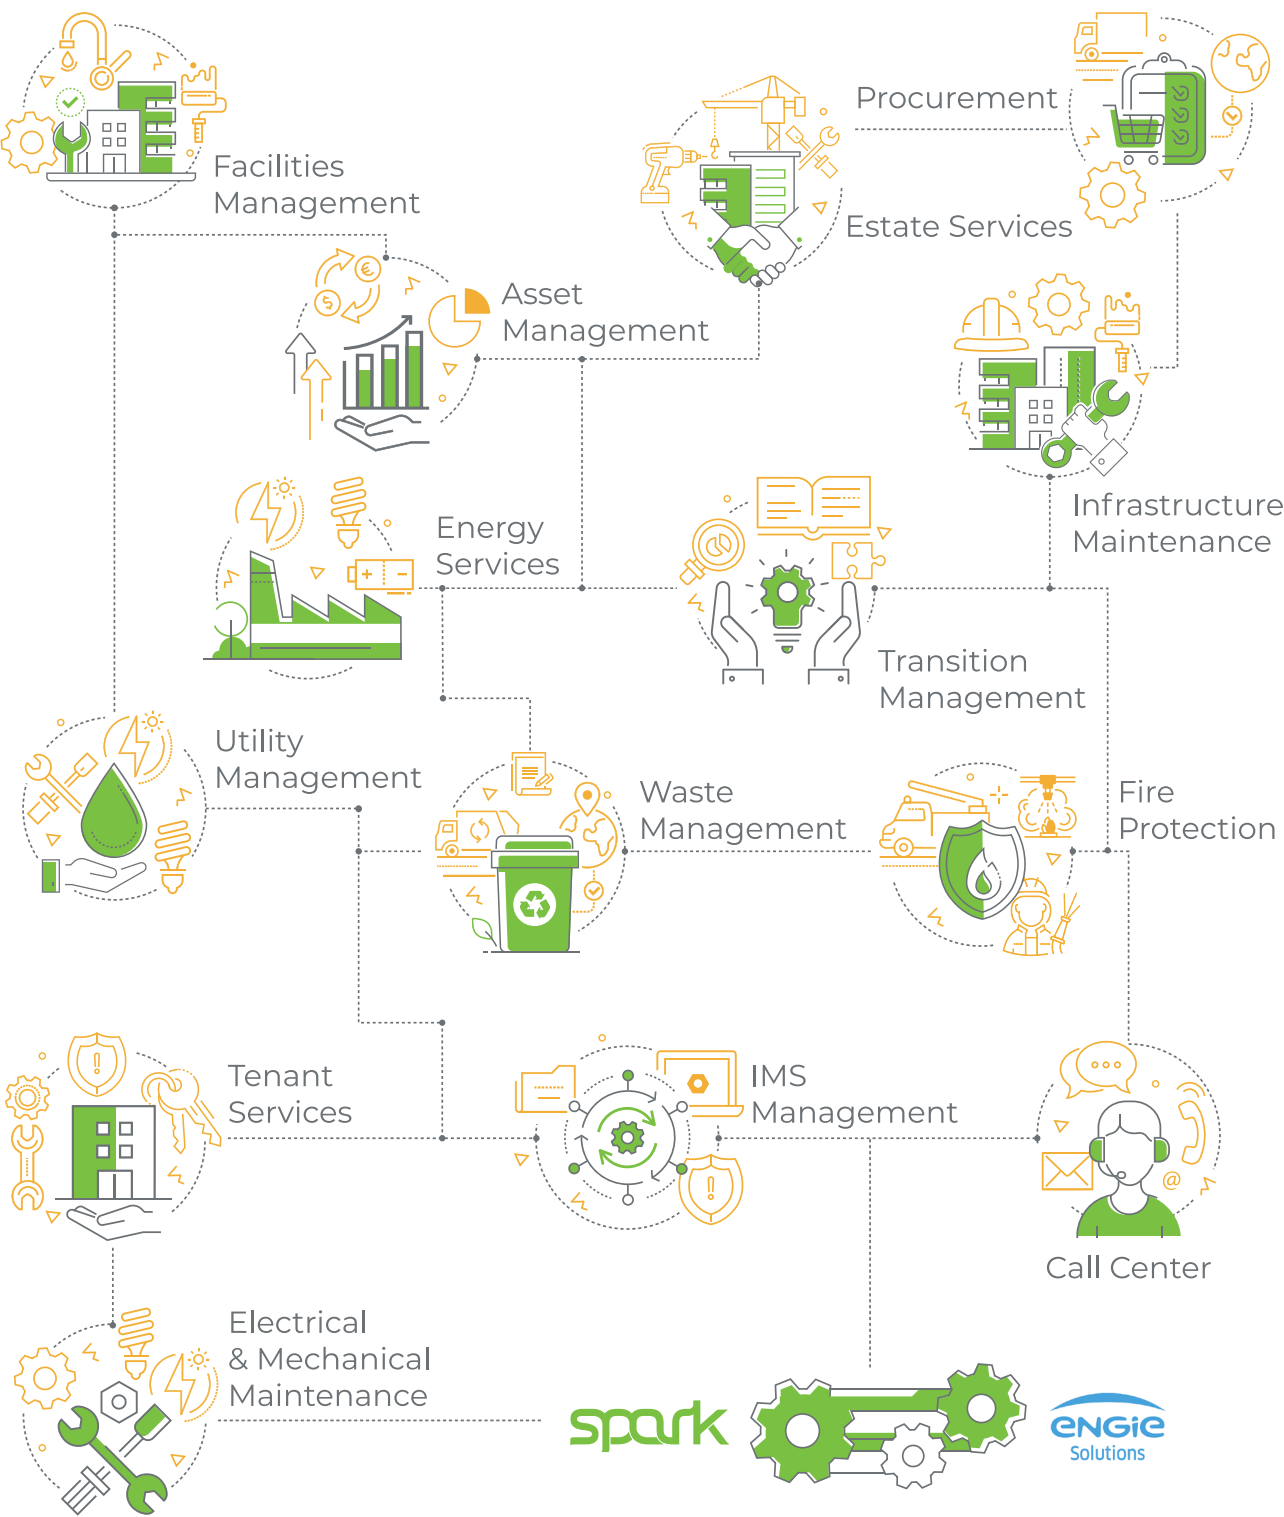 Procurement
Facilities
Management
Estate Services
Asset
Management
€
$
Infrastructure
Maintenance
Energy
Services
+ -
Transition
Management
Utility
Management
Waste
Management
Fire
Protection
Tenant
Services
!
IMS
Management
!
@
Call Center
Electrical
& Mechanical
Maintenance
spark
ENGIE
Solutions